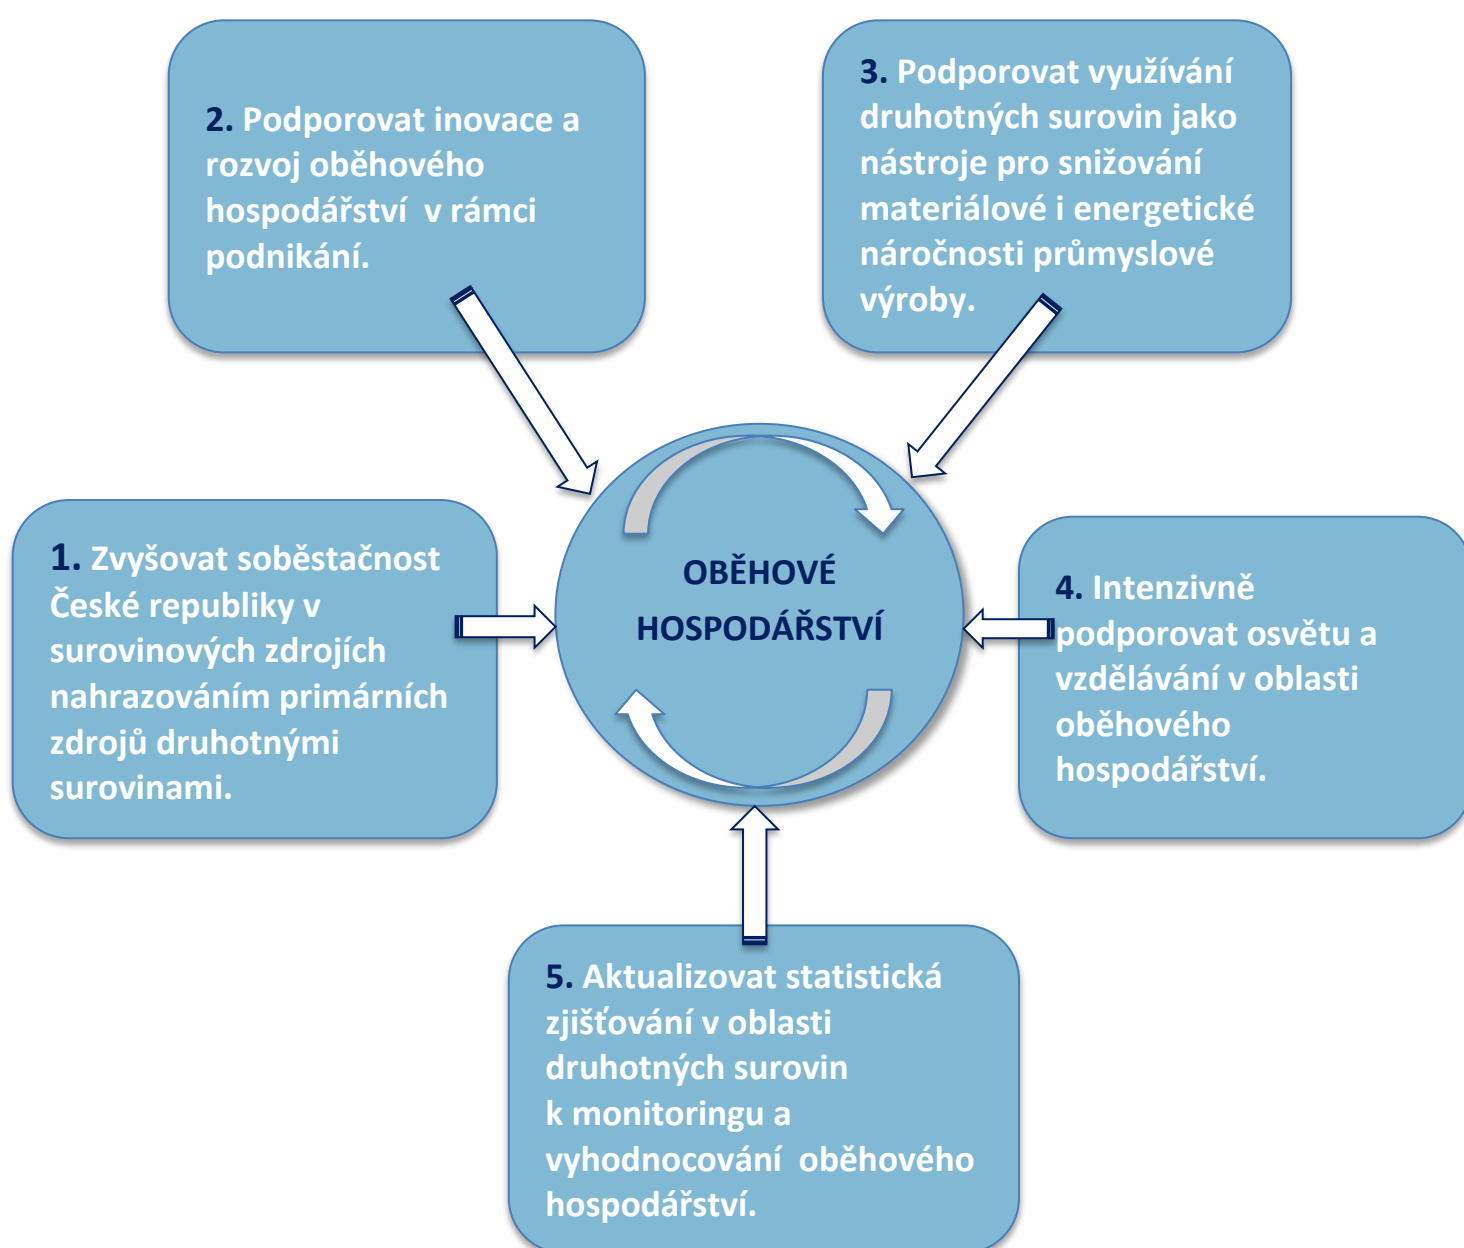 2. Podporovat inovace a
rozvoj oběhového
hospodářství  v rámci
podnikání.
3. Podporovat využívání
druhotných surovin jako
nástroje pro snižování
materiálové i energetické
náročnosti průmyslové
výroby.
1. Zvyšovat soběstačnost
České republiky v
surovinových zdrojích
nahrazováním primárních
zdrojů druhotnými
surovinami.
OBĚHOVÉ
HOSPODÁŘSTVÍ
4. Intenzivně
podporovat osvětu a
vzdělávání v oblasti
oběhového
hospodářství.
5. Aktualizovat statistická
zjišťování v oblasti
druhotných surovin
k monitoringu a
vyhodnocování  oběhového
hospodářství.